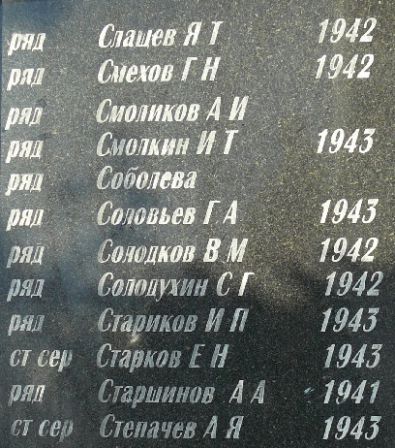 ряд Слащев Я Т 1942
ряд Смехов Г Н 1942
ряд Смоликов А И
ряд Смолкин И Т 1943
ряд Соболева
ряд Соловьев Г А 1943
ряд Солодков В М 1942
ряд Солодухин С Г 1942
ряд Стариков И П 1943
ст сер Старков Е Н 1943
ряд Старшинов А А 1941
ст сер Степачев А Я 1943